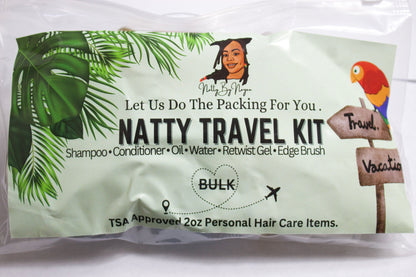 Natty By Nayra
Let Us Do The Packing For You .
NATTY TRAVEL KIT
Shampoo • Conditioner • Oil • Water • Retwist Gel • Edge Brush
BULK
TSA Approved 2oz Personal Hair Care Items.
Travel
Vacation